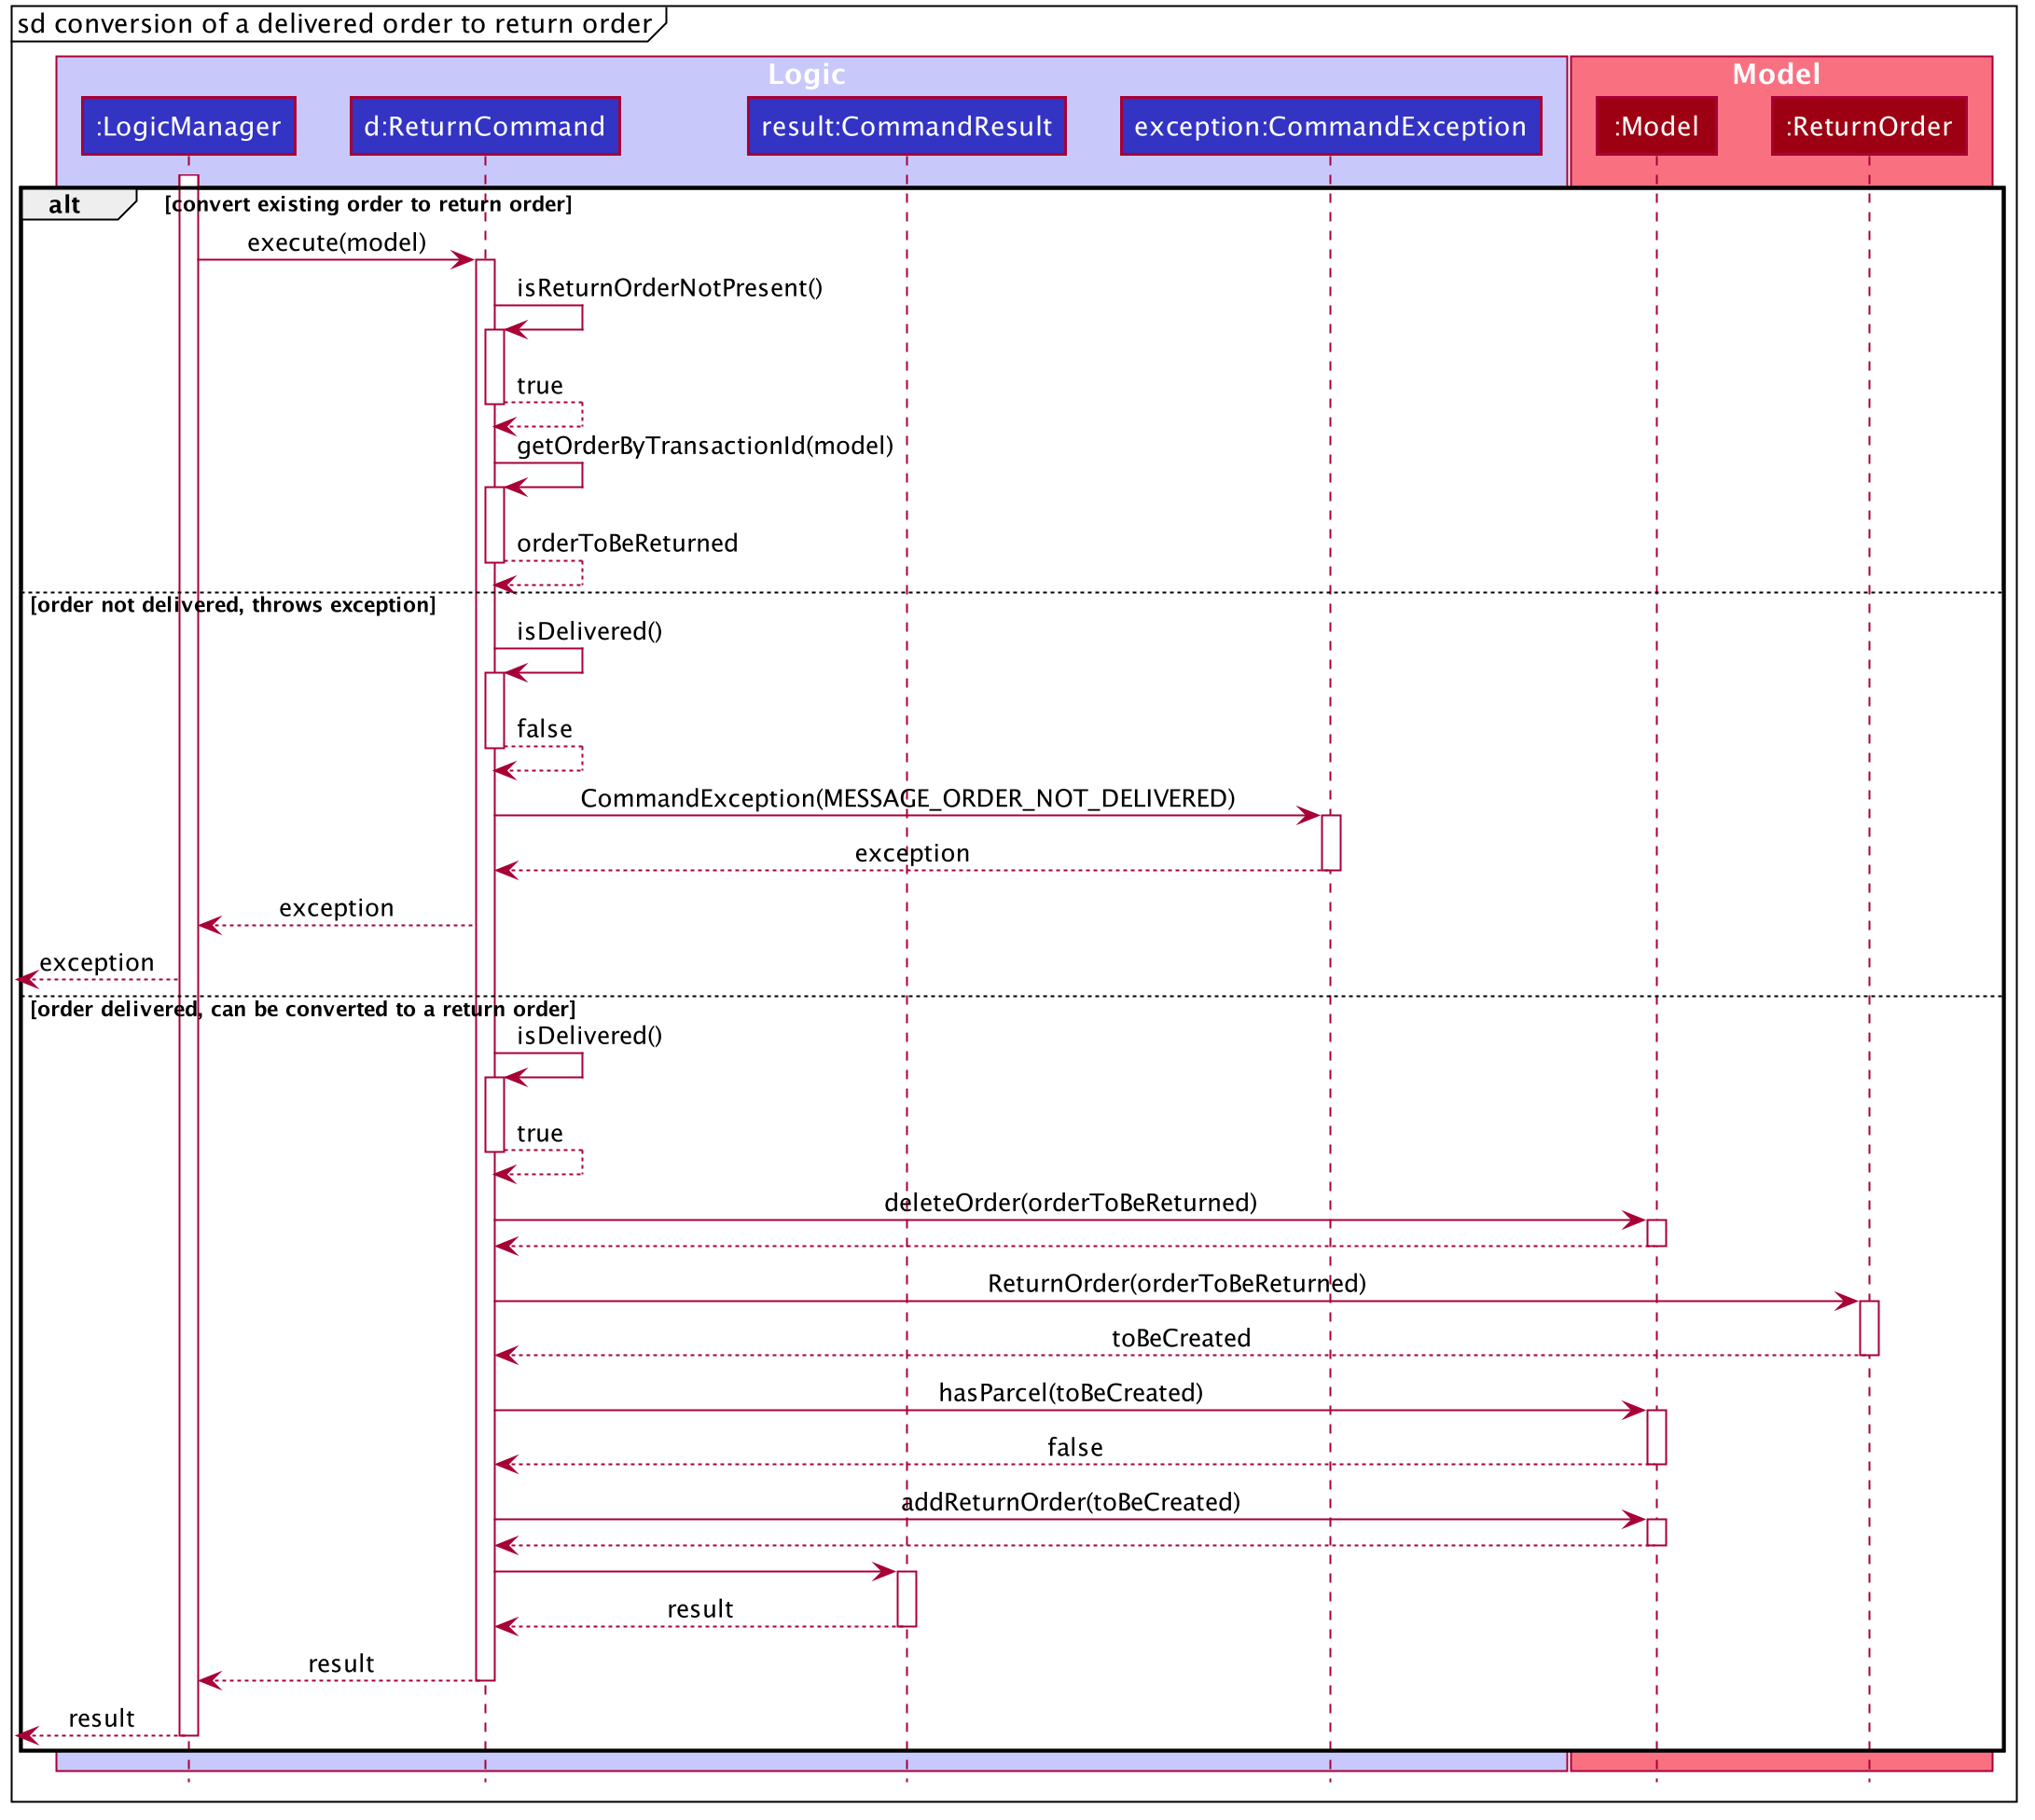 sd conversion of a delivered order to return order
Logic
Model
:LogicManager
d:ReturnCommand
result:CommandResult
exception:CommandException
:Model
:ReturnOrder
alt
[convert existing order to return order]
execute(model)
isReturnOrderNotPresent()
true
getOrderByTransactionId(model)
orderToBeReturned
[order not delivered, throws exception]
isDelivered()
false
CommandException(MESSAGE_ORDER_NOT_DELIVERED)
exception
exception
exception
[order delivered, can be converted to a return order]
isDelivered()
true
deleteOrder(orderToBeReturned)
ReturnOrder(orderToBeReturned)
toBeCreated
hasParcel(toBeCreated)
false
addReturnOrder(toBeCreated)
result
result
result